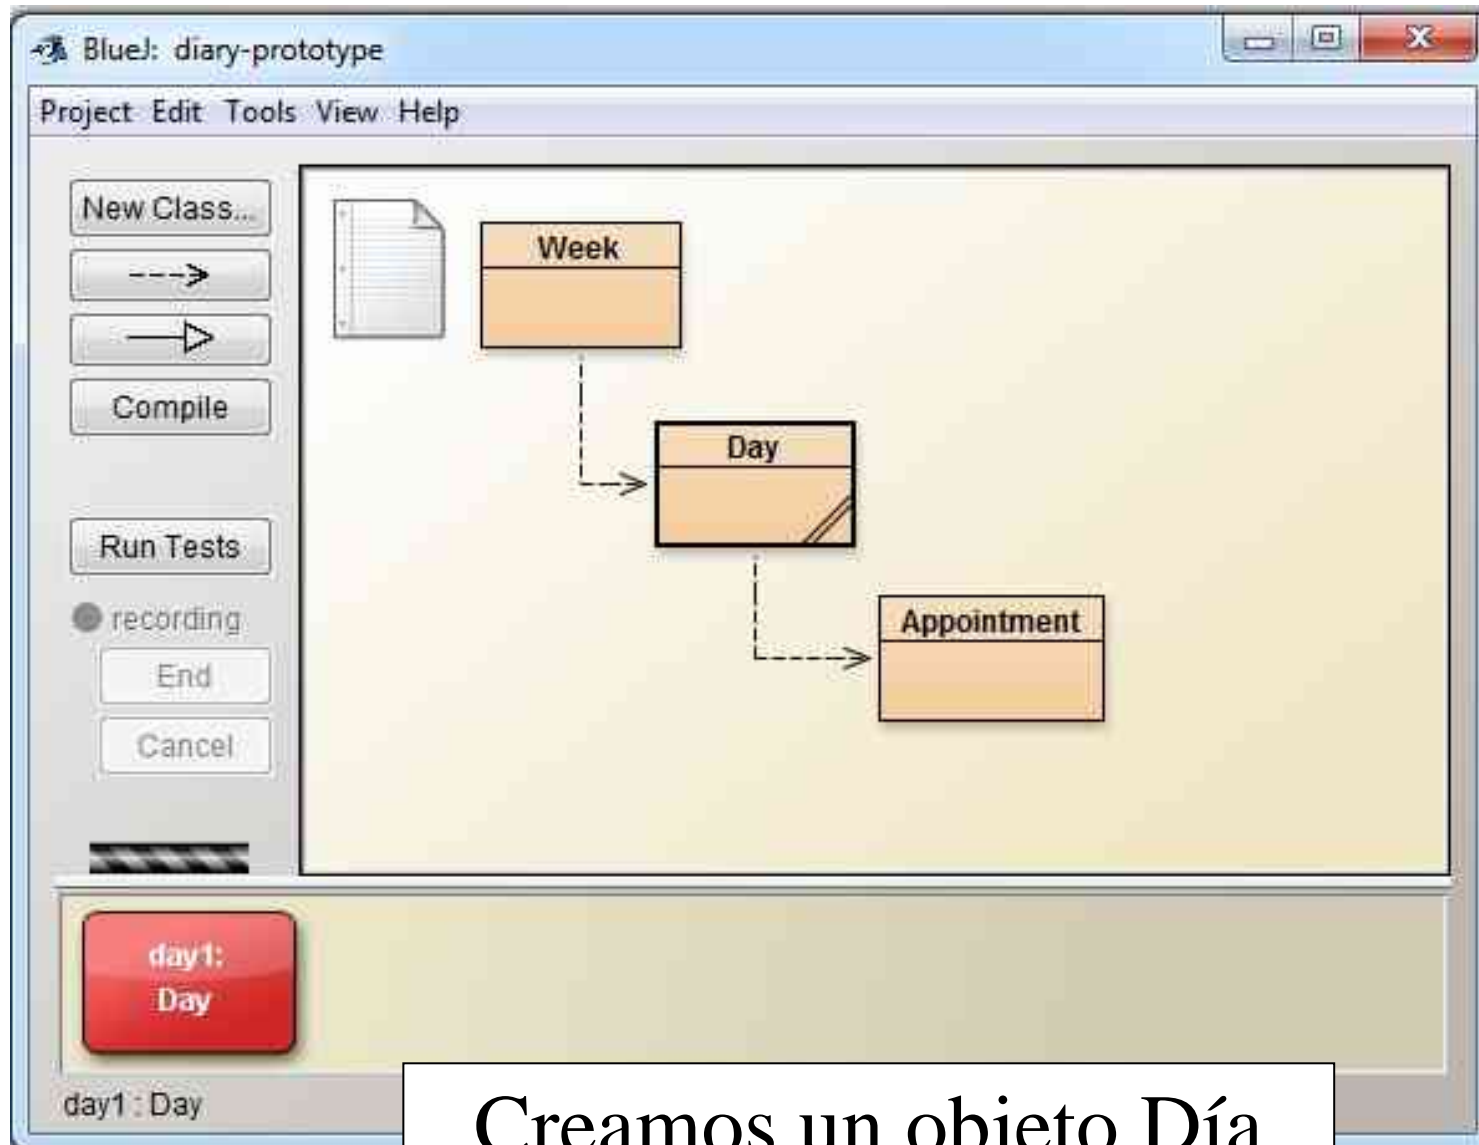 BlueJ: diary-prototype
Project Edit Tools View Help
New Class...
Week
Compile
Day
Run Tests
recording
Appointment
End
Cancel
day1:
Day
day1 : Day
Creamos un objeto Día